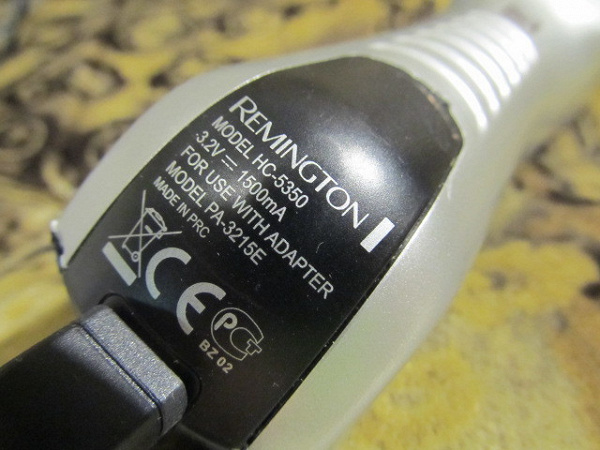 REMINGTON
MODEL HC-5350
3.2V 1500mA
FOR USE WITH ADAPTER
MODEL PA-3215E
MADE IN PRC
CE PCT
BZ 02